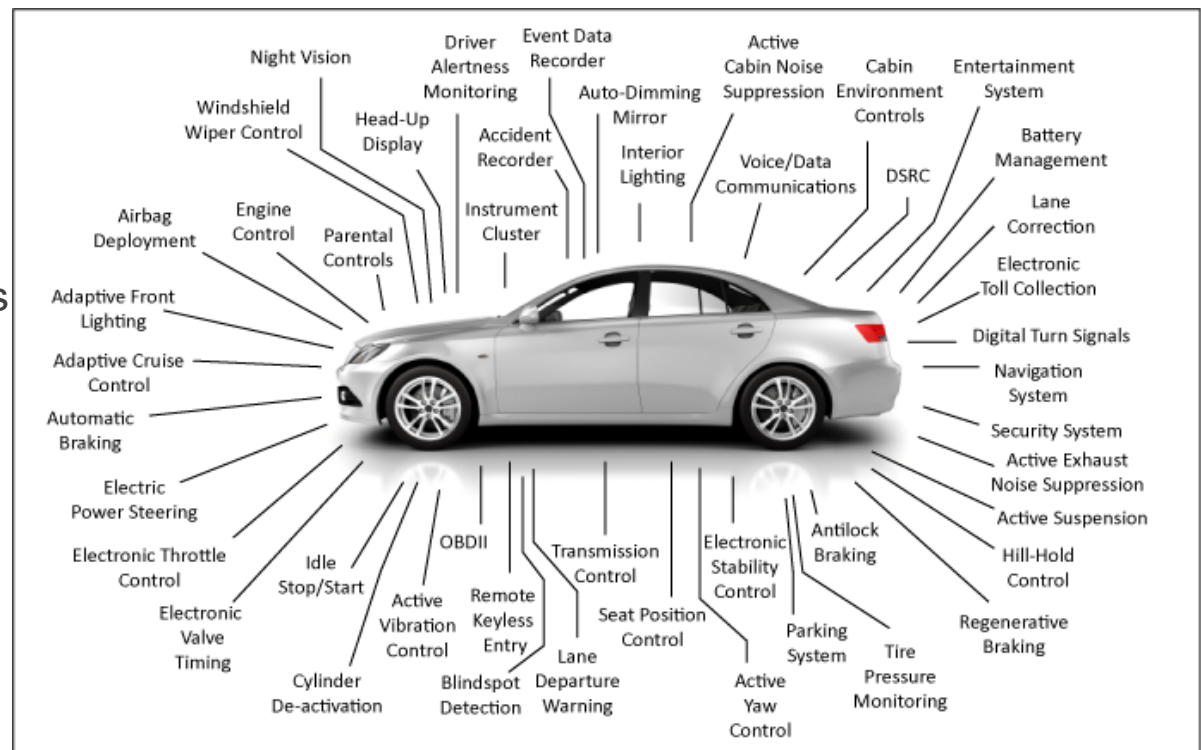 Night Vision
Driver
Alertness
Monitoring
Event Data
Recorder
Active
Cabin Noise
Suppression
Cabin
Environment
Controls
Entertainment
System
Windshield
Wiper Control
Head-Up
Display
Accident
Recorder
Auto-Dimming
Mirror
Interior
Lighting
Voice/Data
Communications
DSRC
Battery
Management
Lane
Correction
Airbag
Deployment
Engine
Control
Parental
Controls
Instrument
Cluster
Electronic
Toll Collection
s
Adaptive Front
Lighting
Digital Turn Signals
Adaptive Cruise
Control
Navigation
System
Automatic
Braking
Security System
Electric
Power Steering
Active Exhaust
Noise Suppression
Active Suspension
Electronic Throttle
Control
Idle
Stop/Start
OBDII
Transmission
Control
Electronic
Stability
Control
Antilock
Braking
Hill-Hold
Control
Electronic
Valve
Timing
Active
Vibration
Control
Remote
Keyless
Entry
Seat Position
Control
Parking
System
Regenerative
Braking
Cylinder
De-activation
Blindspot
Detection
Lane
Departure
Warning
Active
Yaw
Control
Tire
Pressure
Monitoring